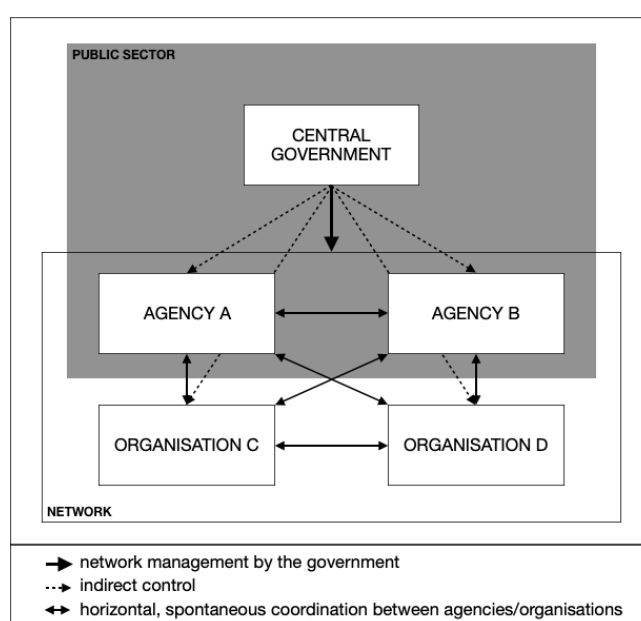 PUBLIC SECTOR
CENTRAL
GOVERNMENT
AGENCY A
AGENCY B
ORGANISATION C
ORGANISATION D
NETWORK
network management by the government
indirect control
horizontal, spontaneous coordination between agencies/organisations